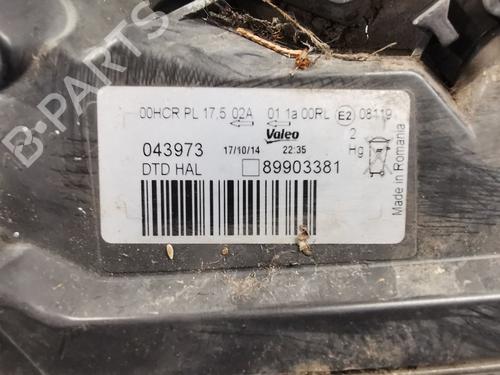 00HCR PL 17.5 02A 01 1a 00RL E2 08119
Valeo
2
043973 17/10/14 22:35 Hg
DTD HAL 89903381
Made in Romania